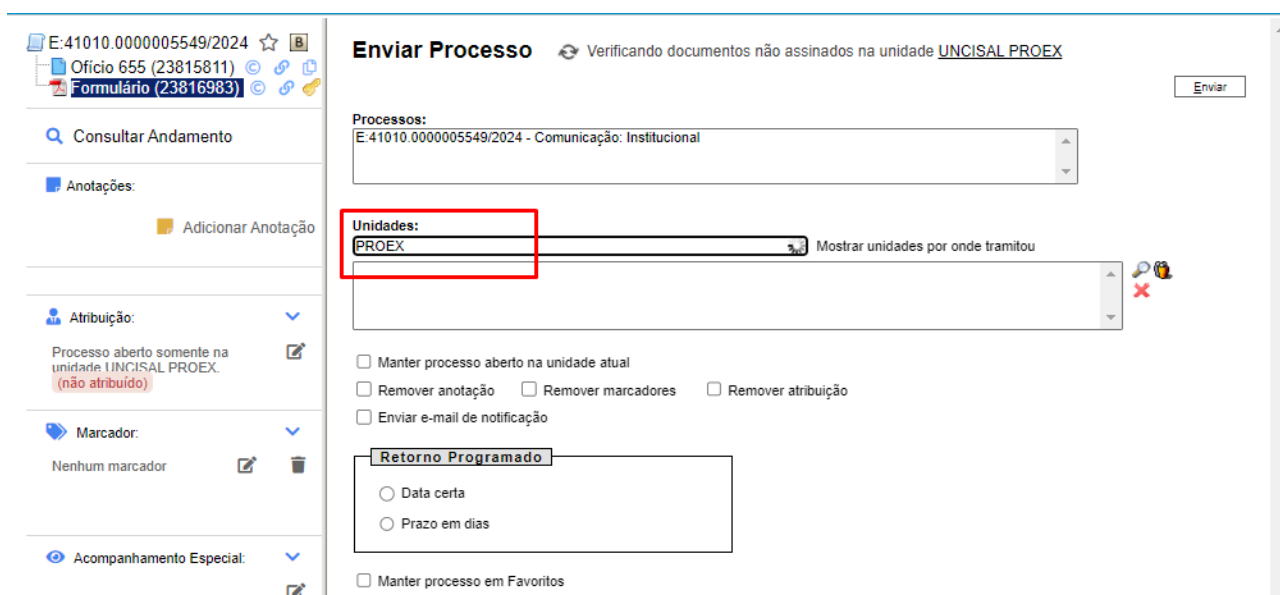 E:41010.0000005549/2024 B
Ofício 655 (23815811)
Formulário (23816983)
Consultar Andamento
Anotações:
Adicionar Anotação
Atribuição:
Processo aberto somente na
unidade UNCISAL PROEX.
(não atribuído)
Marcador:
Nenhum marcador
Acompanhamento Especial:
Enviar Processo Verificando documentos não assinados na unidade UNCISAL PROEX
Enviar
Processos:
E:41010.0000005549/2024 - Comunicação: Institucional
Unidades:
PROEX Mostrar unidades por onde tramitou
Manter processo aberto na unidade atual
Remover anotação Remover marcadores Remover atribuição
Enviar e-mail de notificação
Retorno Programado
Data certa
Prazo em dias
Manter processo em Favoritos